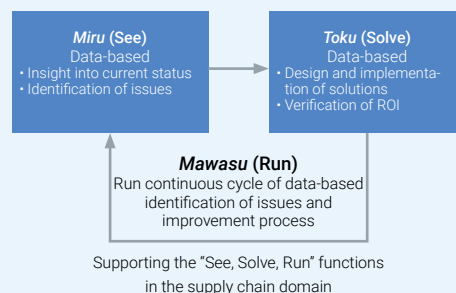 Miru (See)
Data-based
• Insight into current status
• Identification of issues
Toku (Solve)
Data-based
• Design and implementa-
tion of solutions
• Verification of ROI
Mawasu (Run)
Run continuous cycle of data-based
identification of issues and
improvement process
Supporting the “See, Solve, Run” functions
in the supply chain domain